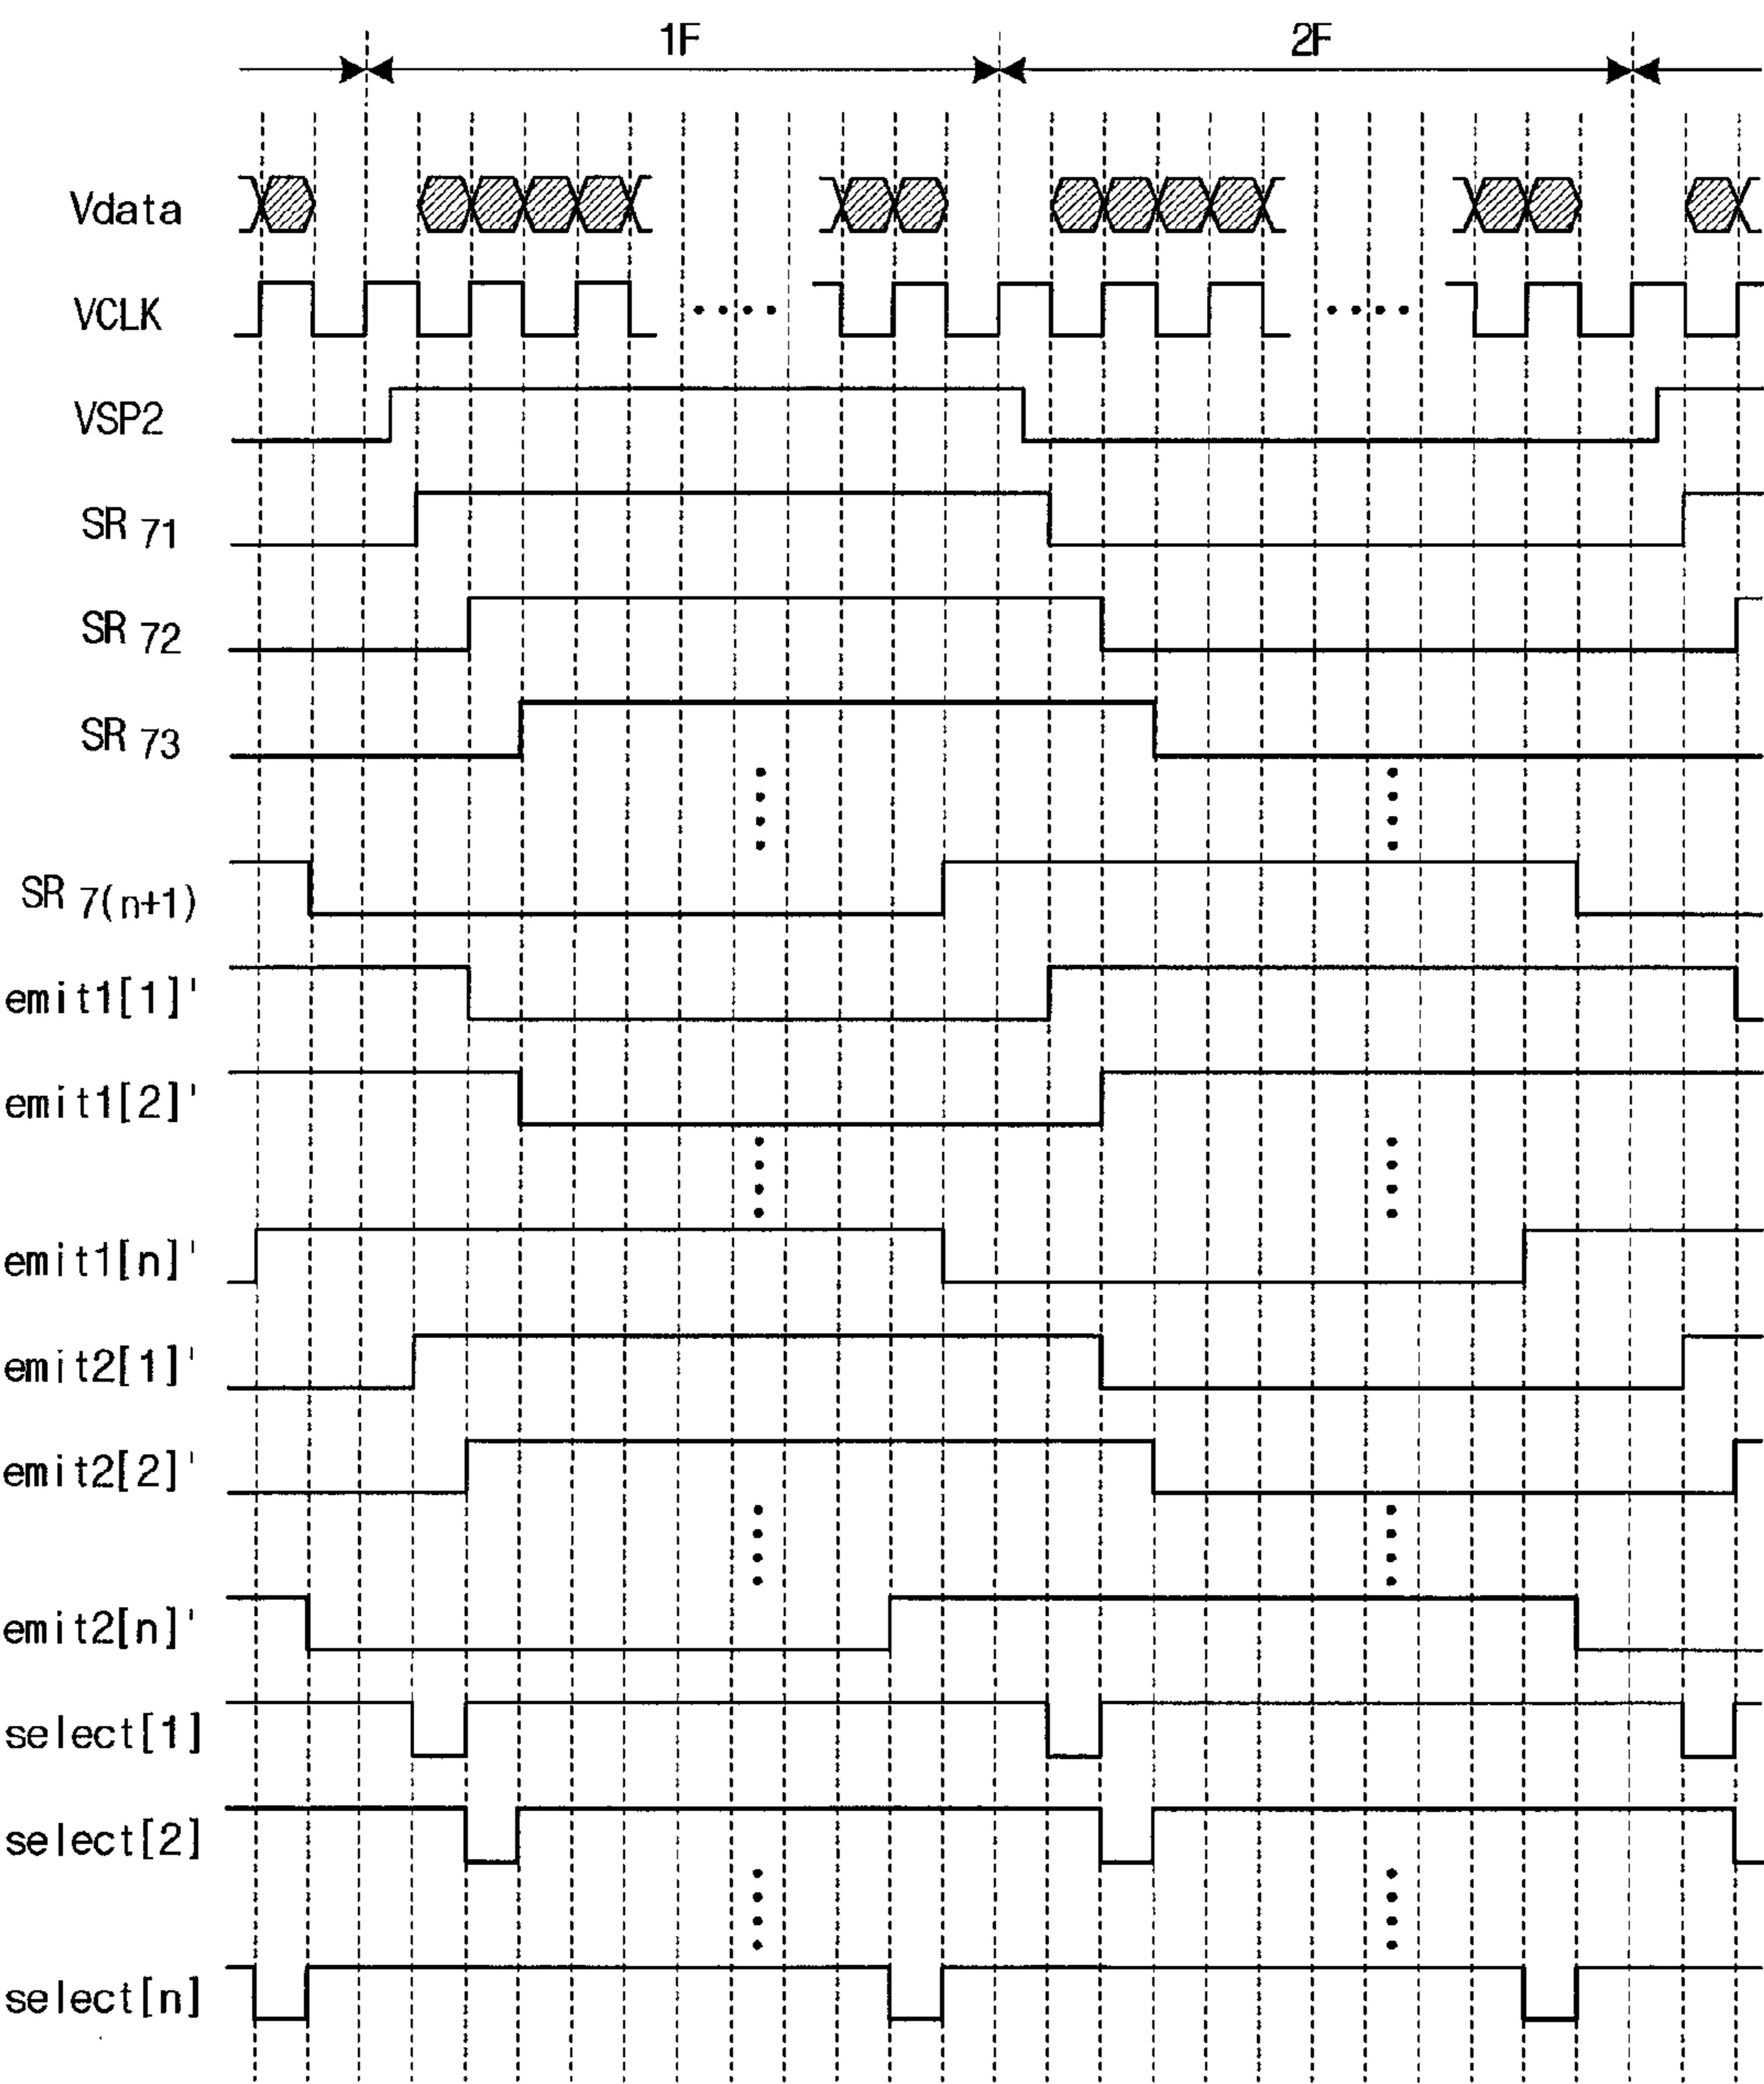 1F 2F
Vdata
VCLK
VSP2
SR 71
SR 72
SR 73
SR 7(n+1)
emit1[1]'
emit1[2]'
emit1[n]'
emit2[1]'
emit2[2]'
emit2[n]'
select[1]
select[2]
select[n]